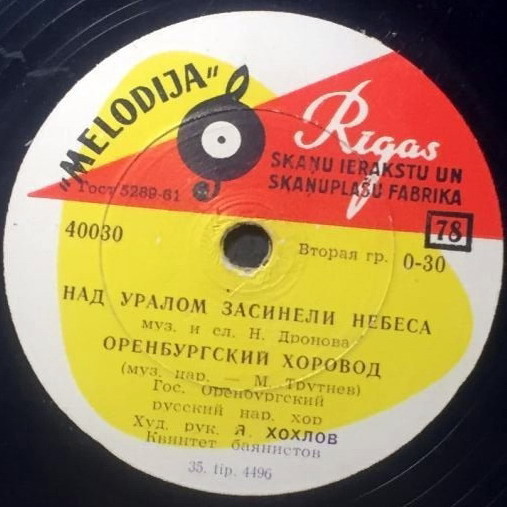 "MELODIJA"
Rīgas
SKAŅU IERAKSTU UN
SKAŅUPLAŠU FABRIKA
Гост 5289-61
78
40030
Вторая гр. 0-30
НАД УРАЛОМ ЗАСИНЕЛИ НЕБЕСА
муз. и сл. Н. Дронова
ОРЕНБУРГСКИЙ ХОРОВОД
(муз. нар. — М. Трутнев)
Гос. Оренбургский
русский нар. хор
Худ. рук. Я. ХОХЛОВ
Квинтет баянистов
35. tip. 4496